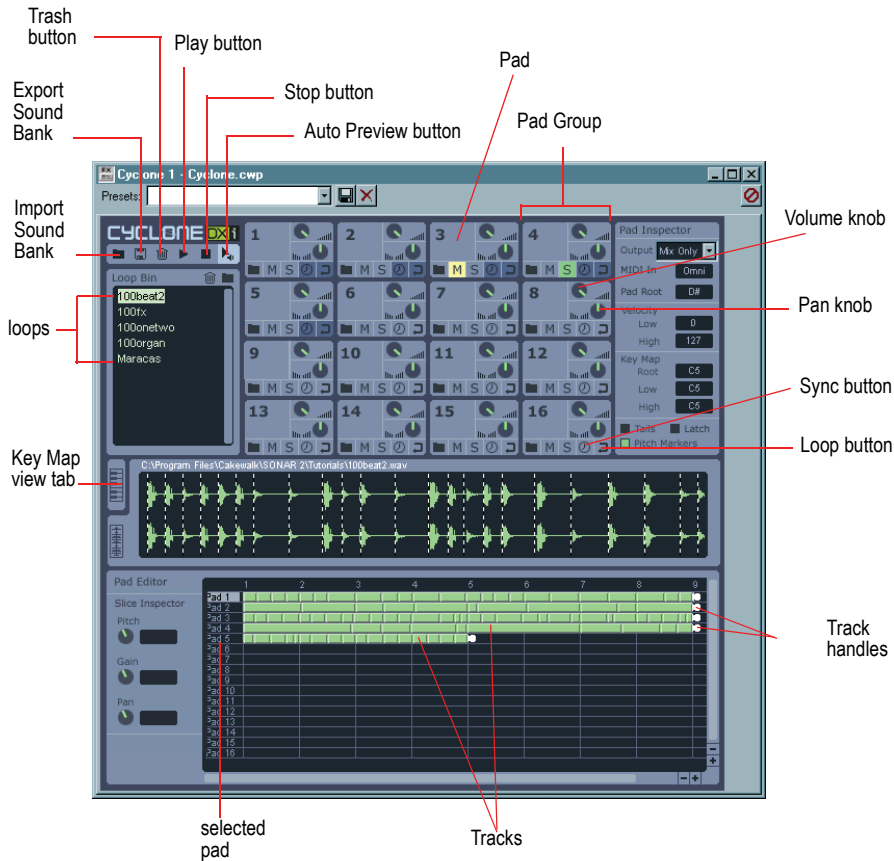 Trash
button
Play button
Export
Sound
Bank
Stop button
Pad
Pad Group
Auto Preview button
Import
Sound
Bank
Cyclone 1 - Cyclone.cwp
Presets:
Volume knob
CYCLONE DXi
1
2
3
4
M S
M S
M S
M S
Pad Inspector
Output Mix Only
MIDI In Omni
Pad Root D#
Loop Bin
loops
100beat2
100fx
100onetwo
100organ
Maracas
5
6
7
8
M S
M S
M S
M S
Velocity
Low 0
High 127
Pan knob
9
10
11
12
M S
M S
M S
M S
Key Map
Root C5
Low C5
High C5
Sync button
13
14
15
16
M S
M S
M S
M S
Tails Latch
Pitch Markers
Loop button
Key Map
view tab
C:\Program Files\Cakewalk\SONAR 2\Tutorials\100beat2.wav
Pad Editor
Slice Inspector
Pitch
Gain
Pan
1 2 3 4 5 6 7 8 9
Pad 1
Pad 2
Pad 3
Pad 4
Pad 5
Pad 6
Pad 7
Pad 8
Pad 9
Pad 10
Pad 11
Pad 12
Pad 13
Pad 14
Pad 15
Pad 16
Track
handles
selected
pad
Tracks